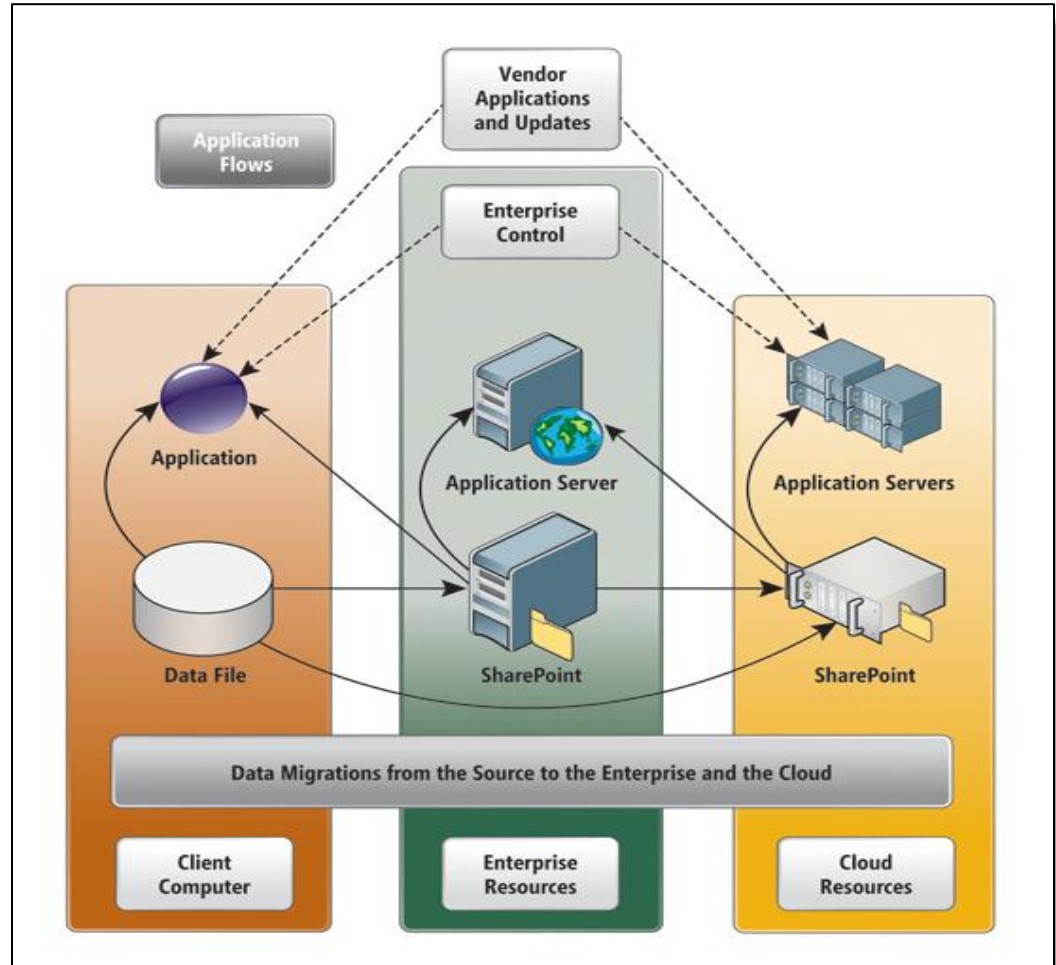 Vendor
Applications
and Updates
Application
Flows
Enterprise
Control
Application
Application Server
Application Servers
Data File
SharePoint
SharePoint
Data Migrations from the Source to the Enterprise and the Cloud
Client
Computer
Enterprise
Resources
Cloud
Resources